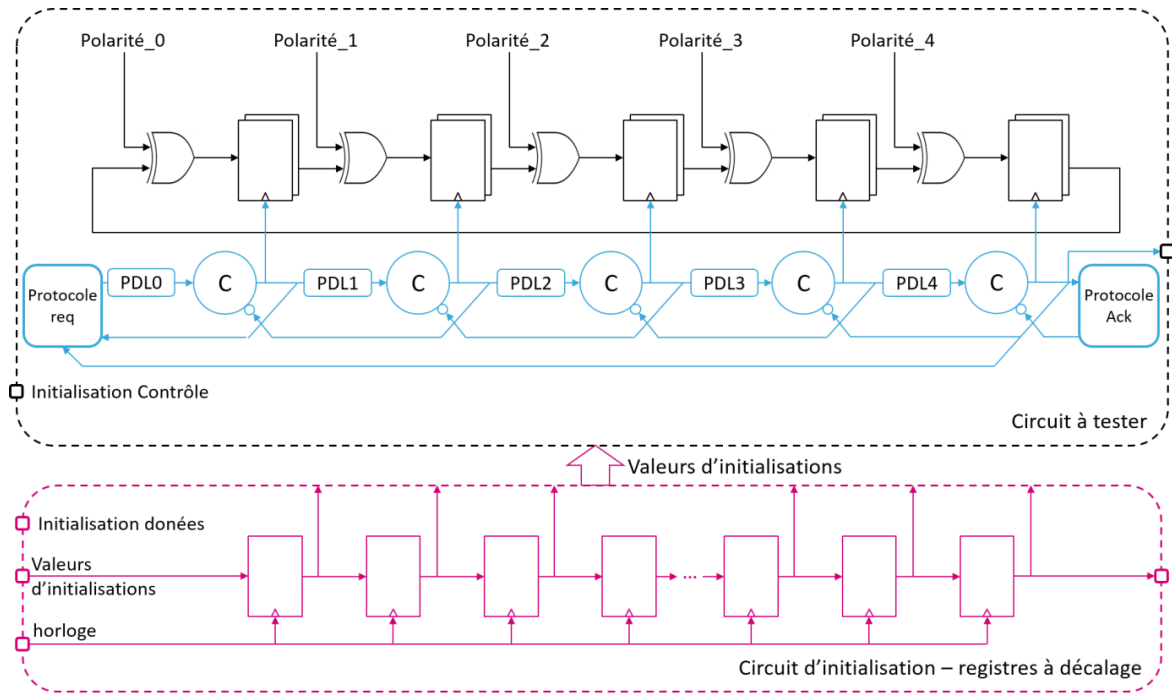 Polarité_0
Polarité_1
Polarité_2
Polarité_3
Polarité_4
PDL0
C
PDL1
C
PDL2
C
PDL3
C
PDL4
C
Protocole
req
Protocole
Ack
Initialisation Contrôle
Circuit à tester
Valeurs d'initialisations
Initialisation donées
Valeurs
d'initialisations
...
horloge
Circuit d'initialisation – registres à décalage